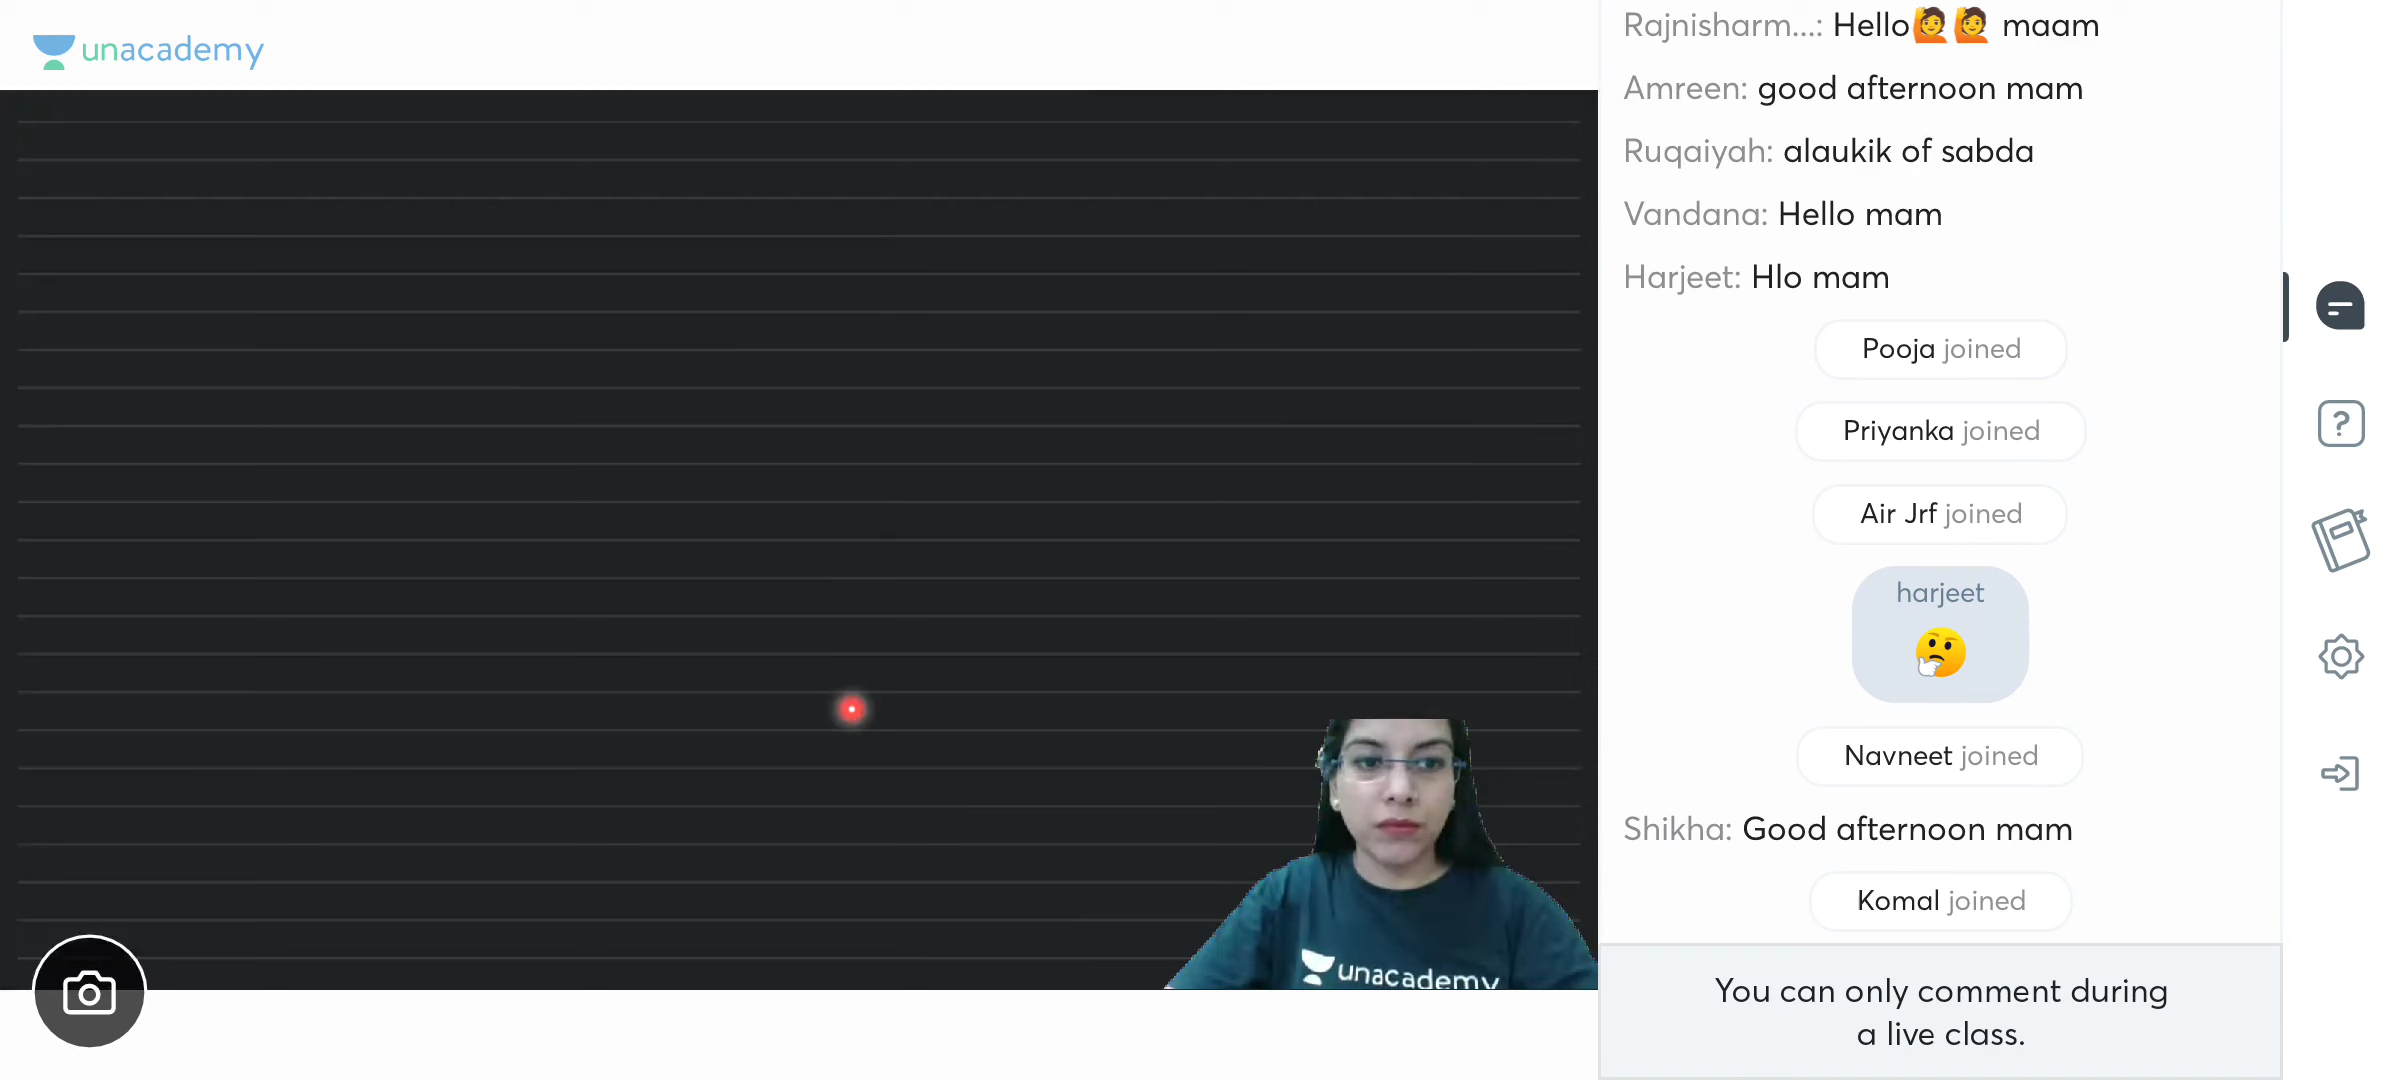 unacademy
Rajnisharm...: Hello🙋🙋 maam
Amreen: good afternoon mam
Ruqaiyah: alaukik of sabda
Vandana: Hello mam
Harjeet: Hlo mam
Pooja joined
Priyanka joined
Air Jrf joined
harjeet
🤔
Navneet joined
Shikha: Good afternoon mam
Komal joined
You can only comment during
a live class.
unacademy